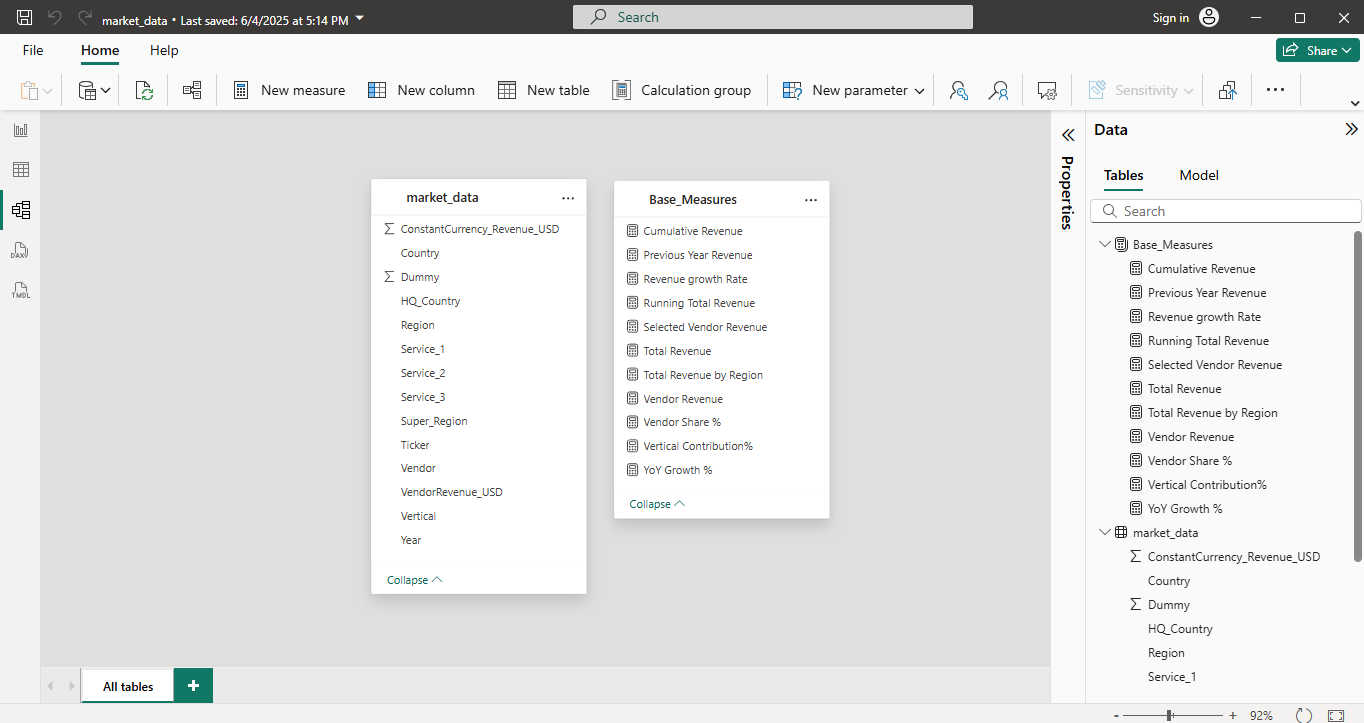 market_data • Last saved: 6/4/2025 at 5:14 PM
Search
Sign in
File
Home
Help
Share
New measure
New column
New table
Calculation group
New parameter
Sensitivity
DAX
TMDL
market_data
ConstantCurrency_Revenue_USD
Country
Dummy
HQ_Country
Region
Service_1
Service_2
Service_3
Super_Region
Ticker
Vendor
VendorRevenue_USD
Vertical
Year
Collapse
Base_Measures
Cumulative Revenue
Previous Year Revenue
Revenue growth Rate
Running Total Revenue
Selected Vendor Revenue
Total Revenue
Total Revenue by Region
Vendor Revenue
Vendor Share %
Vertical Contribution%
YoY Growth %
Collapse
Properties
Data
Tables
Model
Search
Base_Measures
Cumulative Revenue
Previous Year Revenue
Revenue growth Rate
Running Total Revenue
Selected Vendor Revenue
Total Revenue
Total Revenue by Region
Vendor Revenue
Vendor Share %
Vertical Contribution%
YoY Growth %
market_data
ConstantCurrency_Revenue_USD
Country
Dummy
HQ_Country
Region
Service_1
All tables
92%